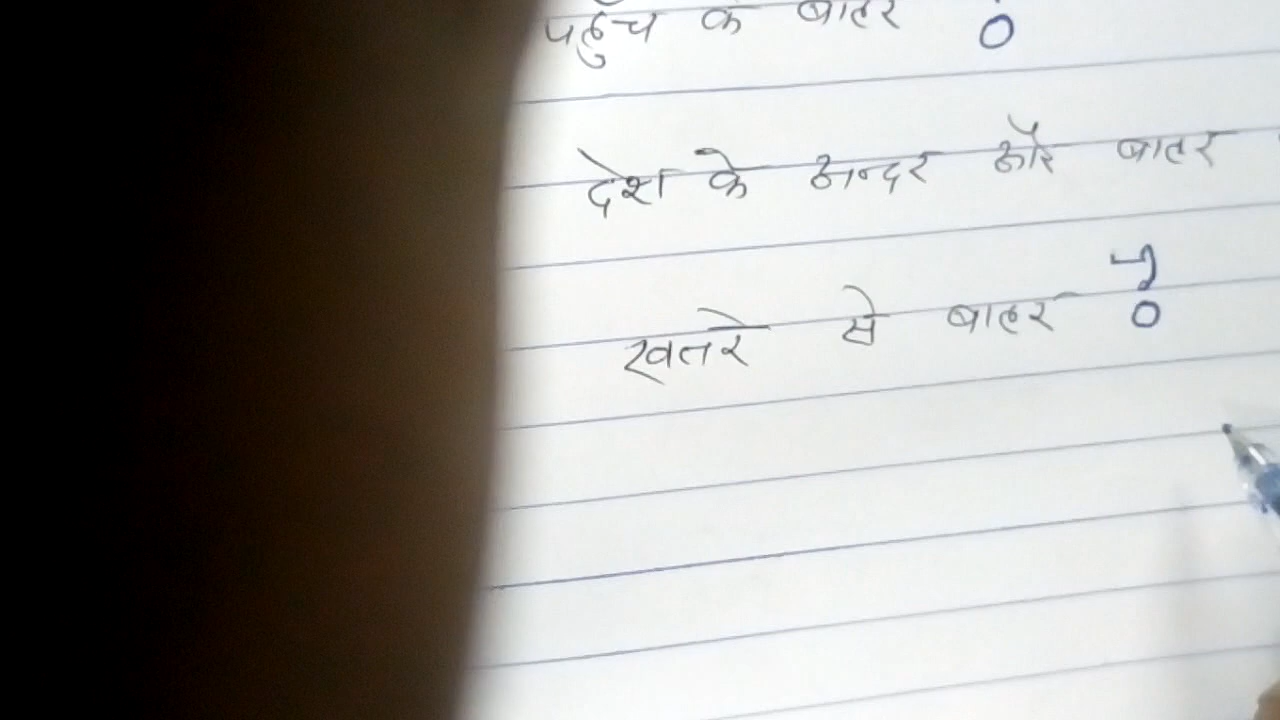 पहुँच के बाहर
देश के अन्दर और बाहर
खतरे से बाहर